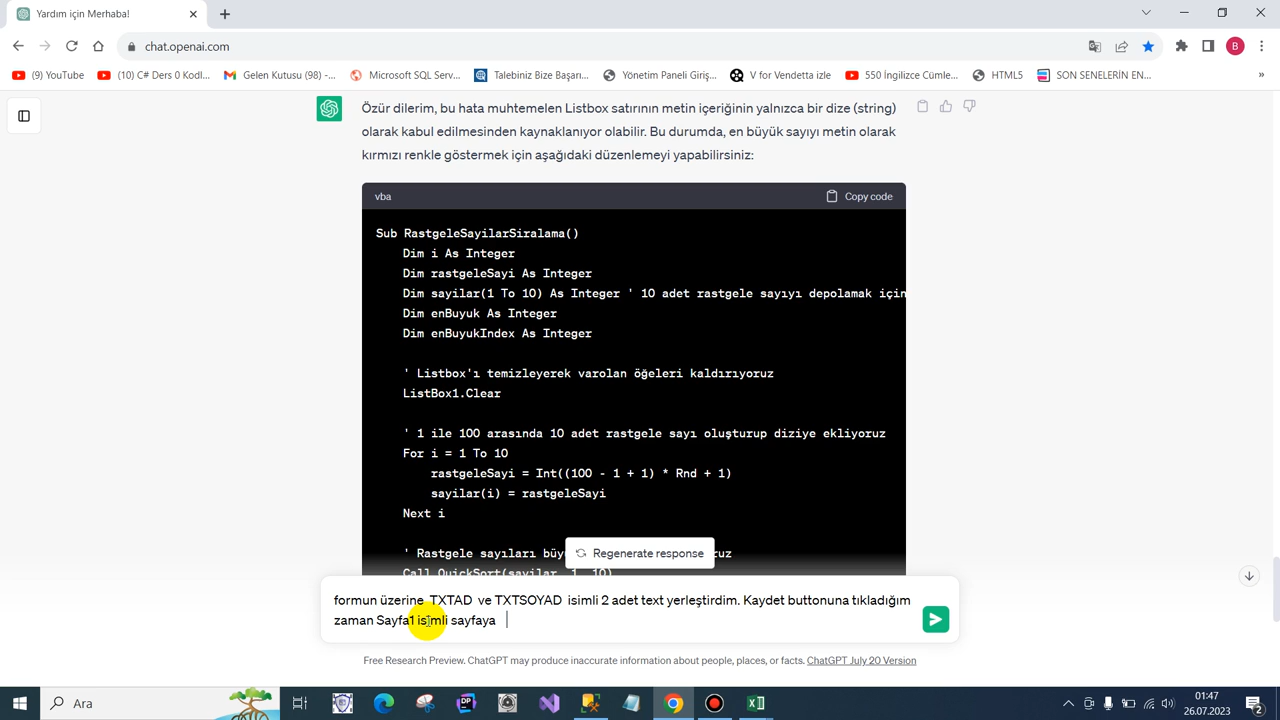 Yardım için Merhaba!
chat.openai.com
B
(9) YouTube
(10) C# Ders 0 Kodl...
Gelen Kutusu (98) -...
Microsoft SQL Serv...
Talebiniz Bize Başarı...
Yönetim Paneli Giriş...
V for Vendetta izle
550 İngilizce Cümle...
HTML5
SON SENELERİN EN...
»
Özür dilerim, bu hata muhtemelen Listbox satırının metin içeriğinin yalnızca bir dize (string)
olarak kabul edilmesinden kaynaklanıyor olabilir. Bu durumda, en büyük sayıyı metin olarak
kırmızı renkle göstermek için aşağıdaki düzenlemeyi yapabilirsiniz:
vba
Copy code
Sub RastgeleSayilarSiralama()
Dim i As Integer
Dim rastgeleSayi As Integer
Dim sayilar(1 To 10) As Integer ' 10 adet rastgele sayıyı depolamak için
Dim enBuyuk As Integer
Dim enBuyukIndex As Integer
' Listbox'ı temizleyerek varolan öğeleri kaldırıyoruz
ListBox1.Clear
' 1 ile 100 arasında 10 adet rastgele sayı oluşturup diziye ekliyoruz
For i = 1 To 10
rastgeleSayi = Int((100 - 1 + 1) * Rnd + 1)
sayilar(i) = rastgeleSayi
Next i
' Rastgele sayıları büy
Regenerate response
Call QuickSort(sayilar, 1, 10)
formun üzerine TXTAD ve TXTSOYAD isimli 2 adet text yerleştirdim. Kaydet buttonuna tıkladığım
zaman Sayfa1 isimli sayfaya
Free Research Preview. ChatGPT may produce inaccurate information about people, places, or facts. ChatGPT July 20 Version
Ara
DP
01:47
26.07.2023
2